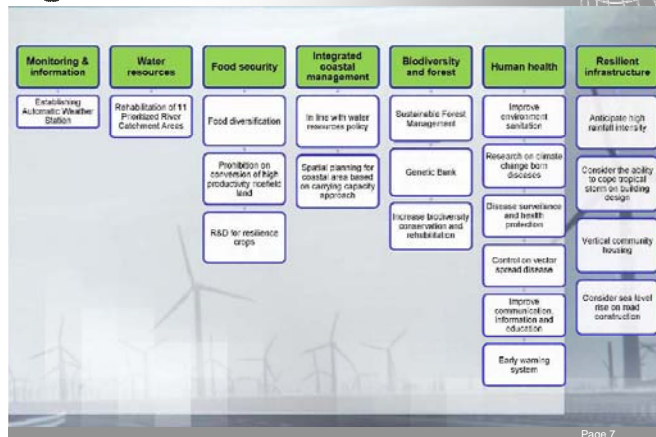 Monitoring &
information
Establishing
Automatic Weather
Station
Water
resources
Rehabilitation of 11
Prioritized River
Catchment Areas
Food security
Food diversification
Prohibition on
conversion of high
productivity ricefield
land
R&D for resilience
crops
Integrated
coastal
management
In line with water
resources policy
Spatial planning for
coastal area based
on carrying capacity
approach
Biodiversity
and forest
Sustainable Forest
Management
Genetic Bank
Increase biodiversity
conservation and
rehabilitation
Human health
Improve
environment
sanitation
Research on climate
change born
diseases
Disease surveilance
and health
protection
Control on vector
spread disease
Improve
communication,
information and
education
Early warning
system
Resilient
infrastructure
Anticipate high
rainfall intensity
Consider the ability
to cope tropical
storm on building
design
Vertical community
housing
Consider sea level
rise on road
construction
Page 7